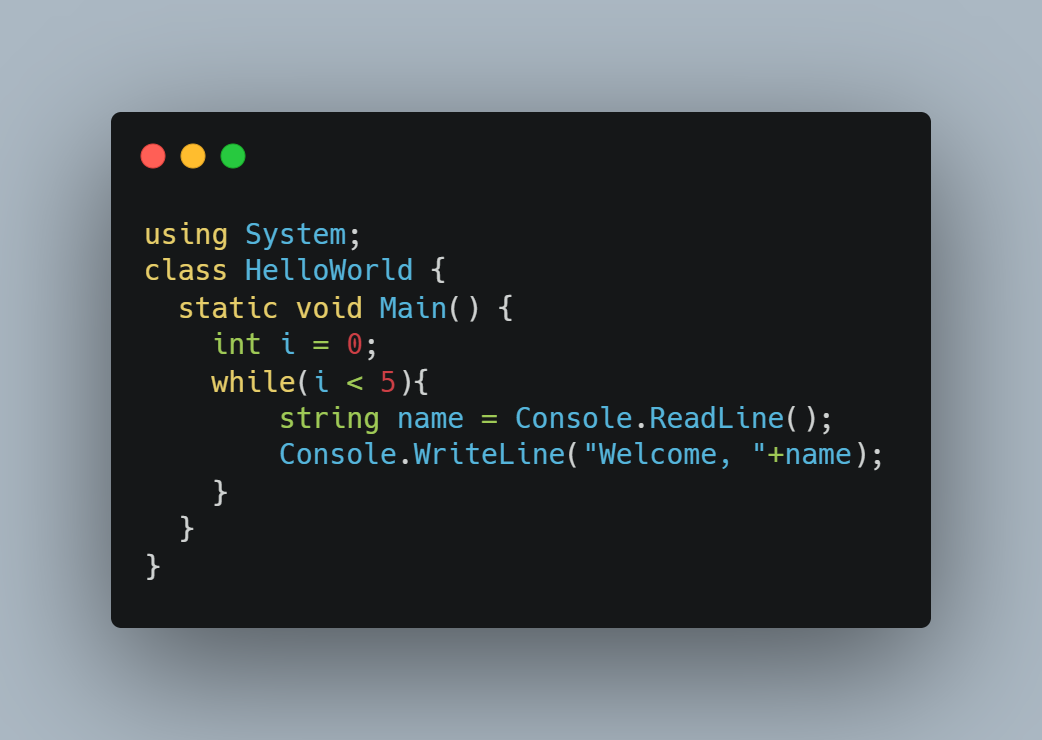 using System;
class HelloWorld {
  static void Main() {
    int i = 0;
    while(i < 5){
        string name = Console.ReadLine();
        Console.WriteLine("Welcome, "+name);
    }
  }
}